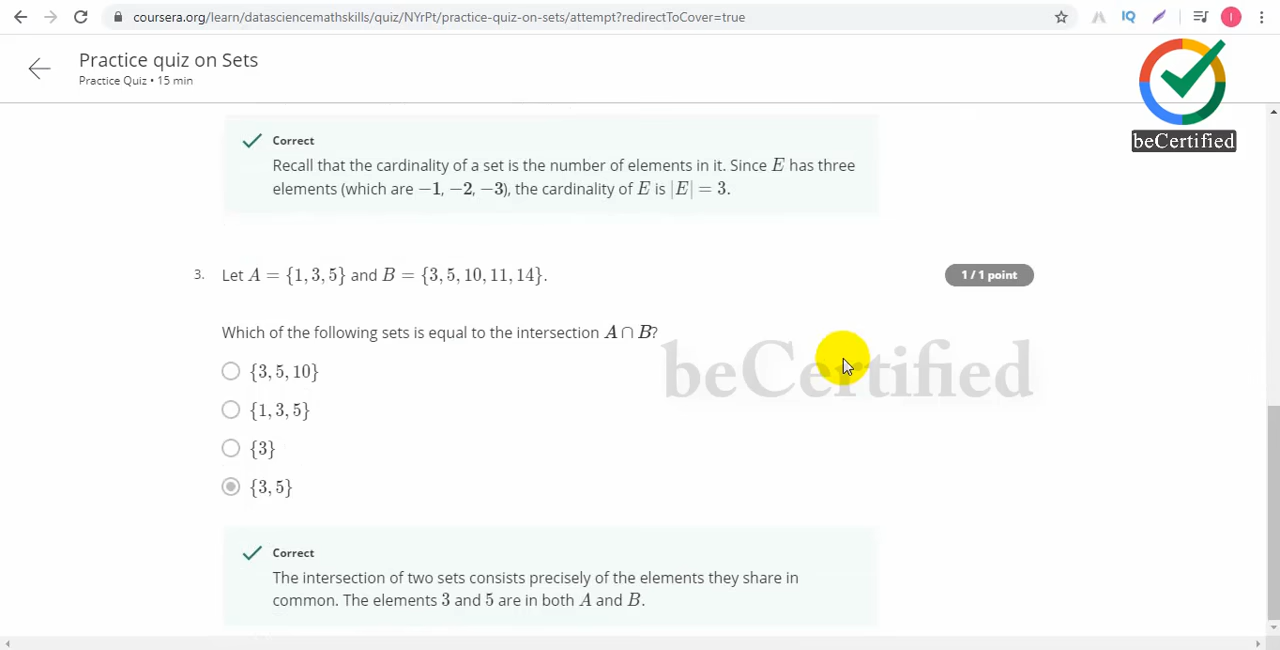 coursera.org/learn/datasciencemathskills/quiz/NYrPt/practice-quiz-on-sets/attempt?redirectToCover=true
IQ
I
Practice quiz on Sets
Practice Quiz • 15 min
beCertified
Correct
Recall that the cardinality of a set is the number of elements in it. Since E has three
elements (which are −1, −2, −3), the cardinality of E is |E| = 3.
3. Let A = {1, 3, 5} and B = {3, 5, 10, 11, 14}.
1 / 1 point
Which of the following sets is equal to the intersection A ∩ B?
beCertified
{3, 5, 10}
{1, 3, 5}
{3}
{3, 5}
Correct
The intersection of two sets consists precisely of the elements they share in
common. The elements 3 and 5 are in both A and B.